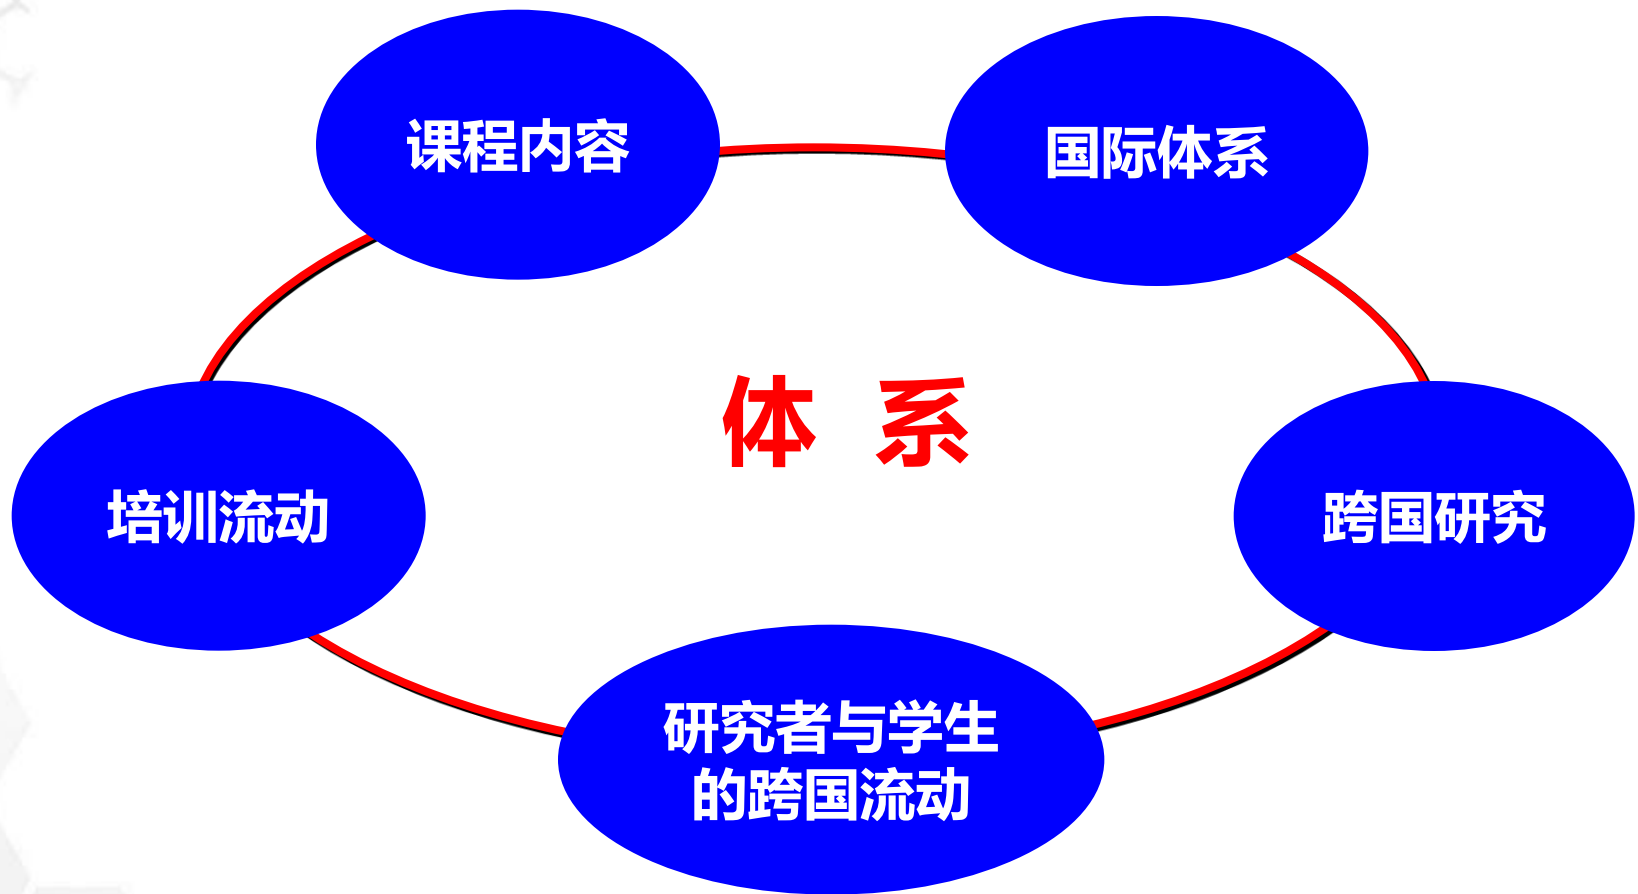 课程内容
国际体系
体 系
培训流动
跨国研究
研究者与学生
的跨国流动